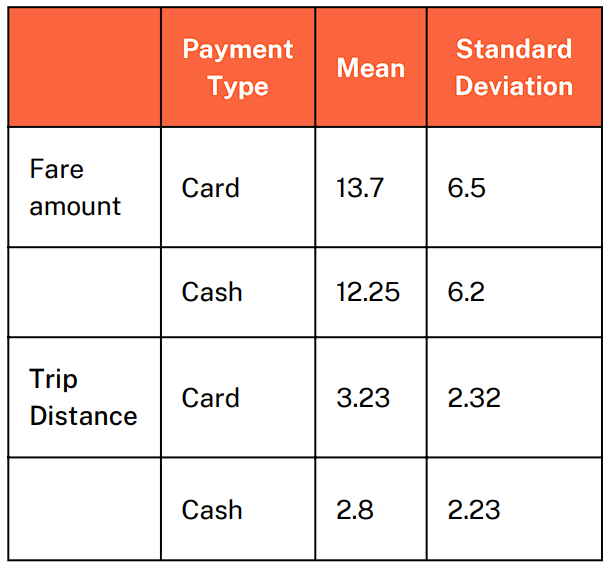 Payment Type Mean Standard Deviation
Fare amount Card 13.7 6.5
Cash 12.25 6.2
Trip Distance Card 3.23 2.32
Cash 2.8 2.23